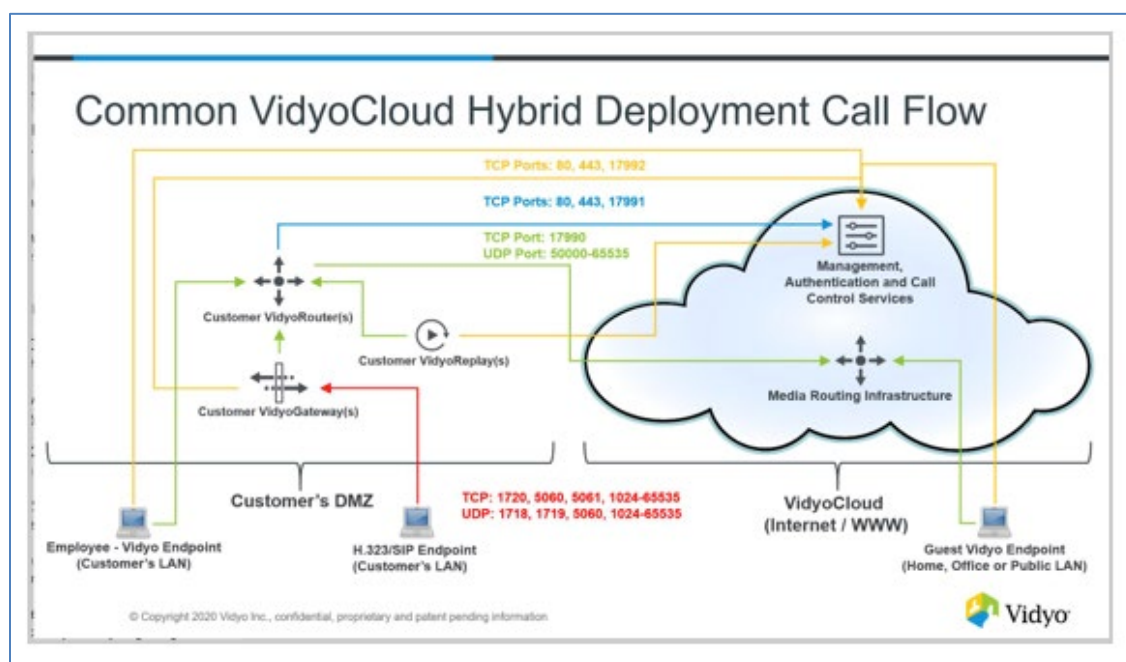 Common VidyoCloud Hybrid Deployment Call Flow
TCP Ports: 80, 443, 17992
TCP Ports: 80, 443, 17991
TCP Port: 17990
UDP Port: 50000-65535
Management,
Authentication and Call
Control Services
Customer VidyoRouter(s)
Customer VidyoReplay(s)
Customer VidyoGateway(s)
Media Routing Infrastructure
Customer's DMZ
TCP: 1720, 5060, 5061, 1024-65535
UDP: 1718, 1719, 5060, 1024-65535
VidyoCloud
(Internet / WWW)
Employee - Vidyo Endpoint
(Customer's LAN)
H.323/SIP Endpoint
(Customer's LAN)
Guest Vidyo Endpoint
(Home, Office or Public LAN)
© Copyright 2020 Vidyo Inc., confidential, proprietary and patent pending information
Vidyo